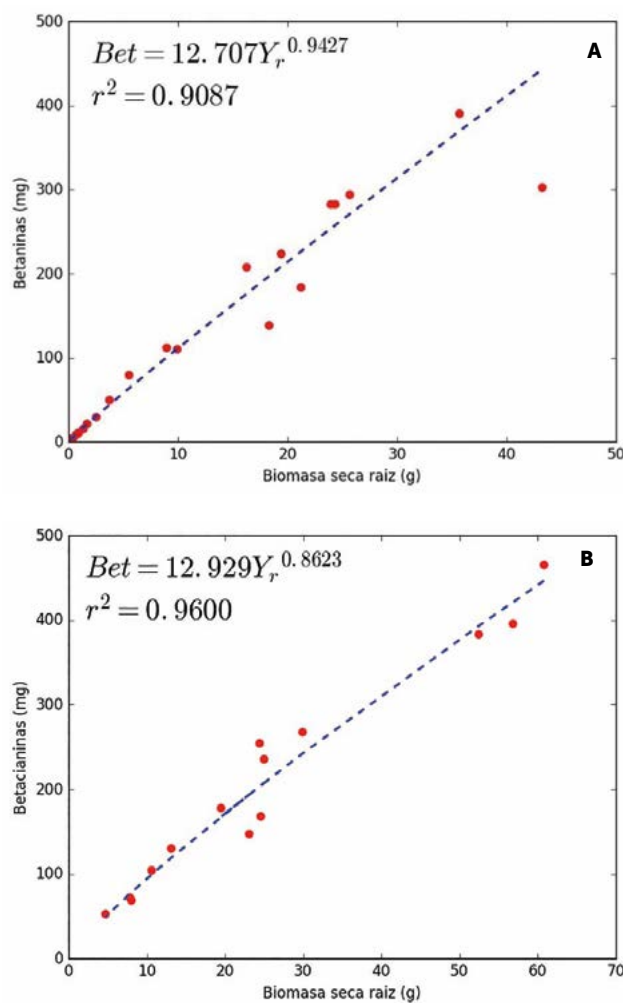 500
400
300
200
100
0
Betaninas (mg)
Bet = 12.707Y_r^0.9427
r^2 = 0.9087
A
0 10 20 30 40 50
Biomasa seca raiz (g)
500
400
300
200
100
0
Betacianinas (mg)
Bet = 12.929Y_r^0.8623
r^2 = 0.9600
B
0 10 20 30 40 50 60 70
Biomasa seca raiz (g)